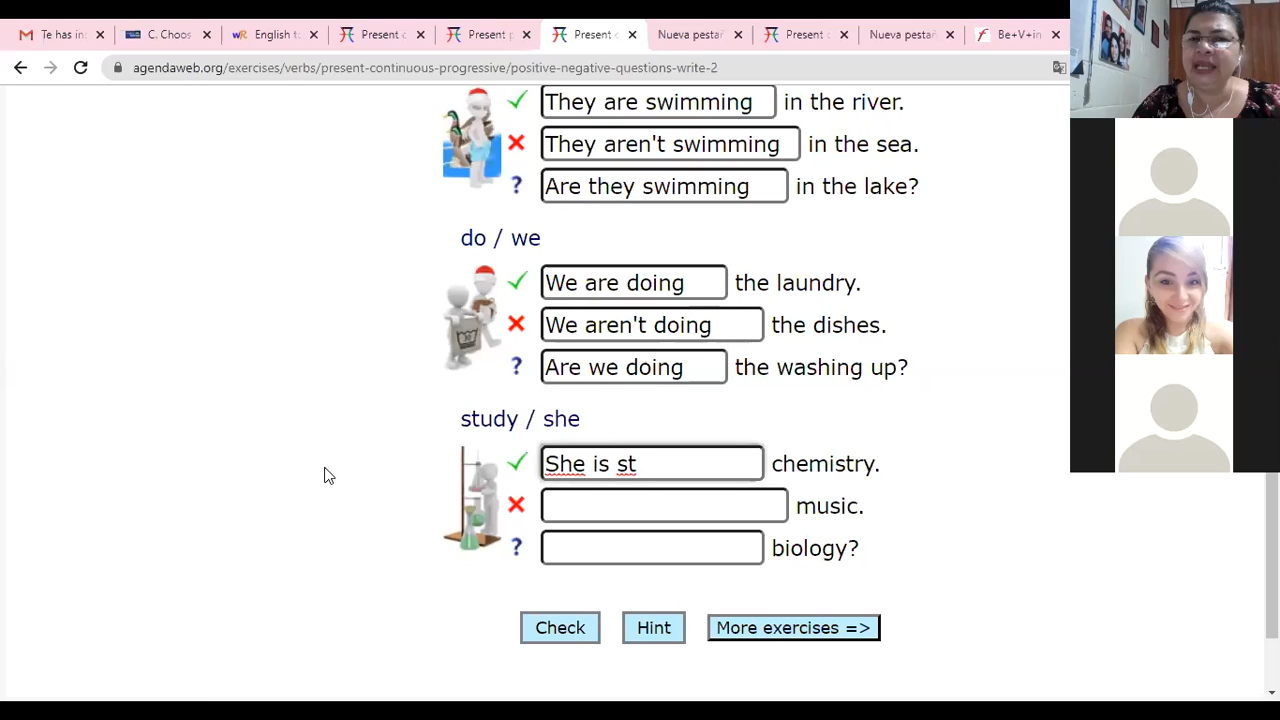 Te has in
C. Choos
English to
Present c
Present p
Present c
Nueva pestañ
Present c
Nueva pestañ
Be+V+in
agendaweb.org/exercises/verbs/present-continuous-progressive/positive-negative-questions-write-2
They are swimming in the river.
They aren't swimming in the sea.
? Are they swimming in the lake?
do / we
We are doing the laundry.
We aren't doing the dishes.
? Are we doing the washing up?
study / she
She is st chemistry.
music.
? biology?
Check Hint More exercises =>